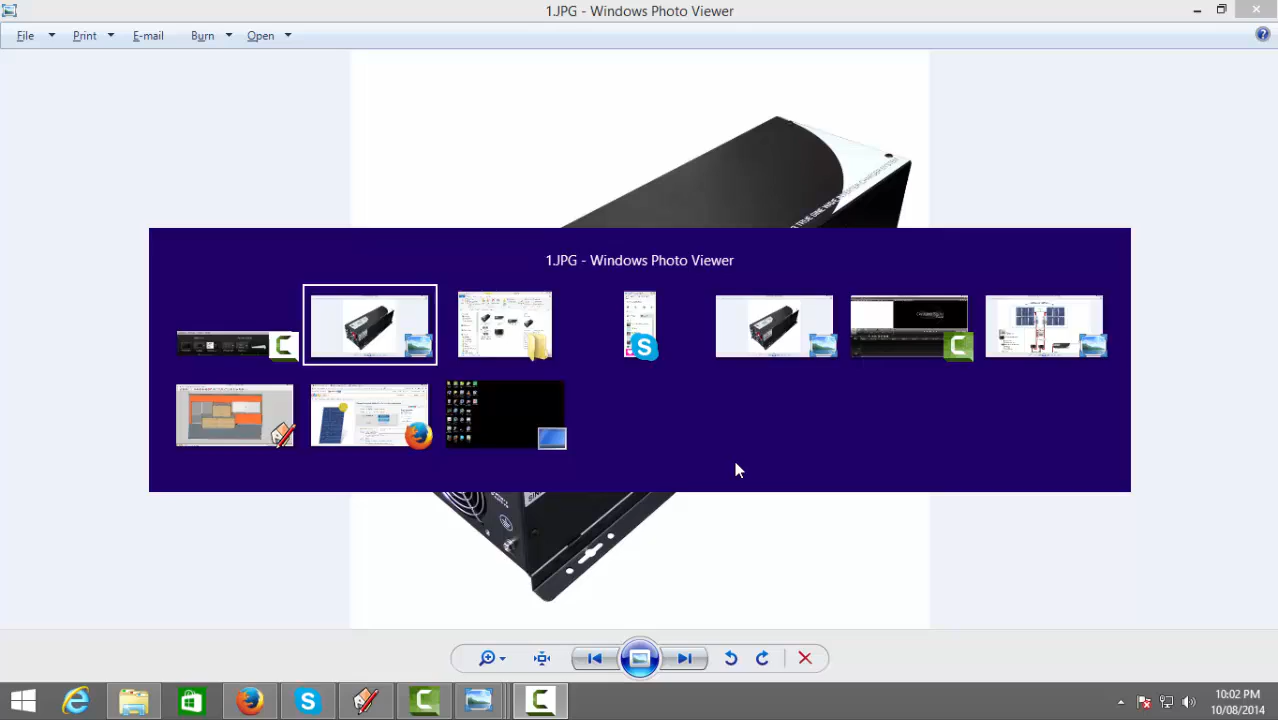 1.JPG - Windows Photo Viewer
File Print E-mail Burn Open
1.JPG - Windows Photo Viewer
10:02 PM
10/08/2014